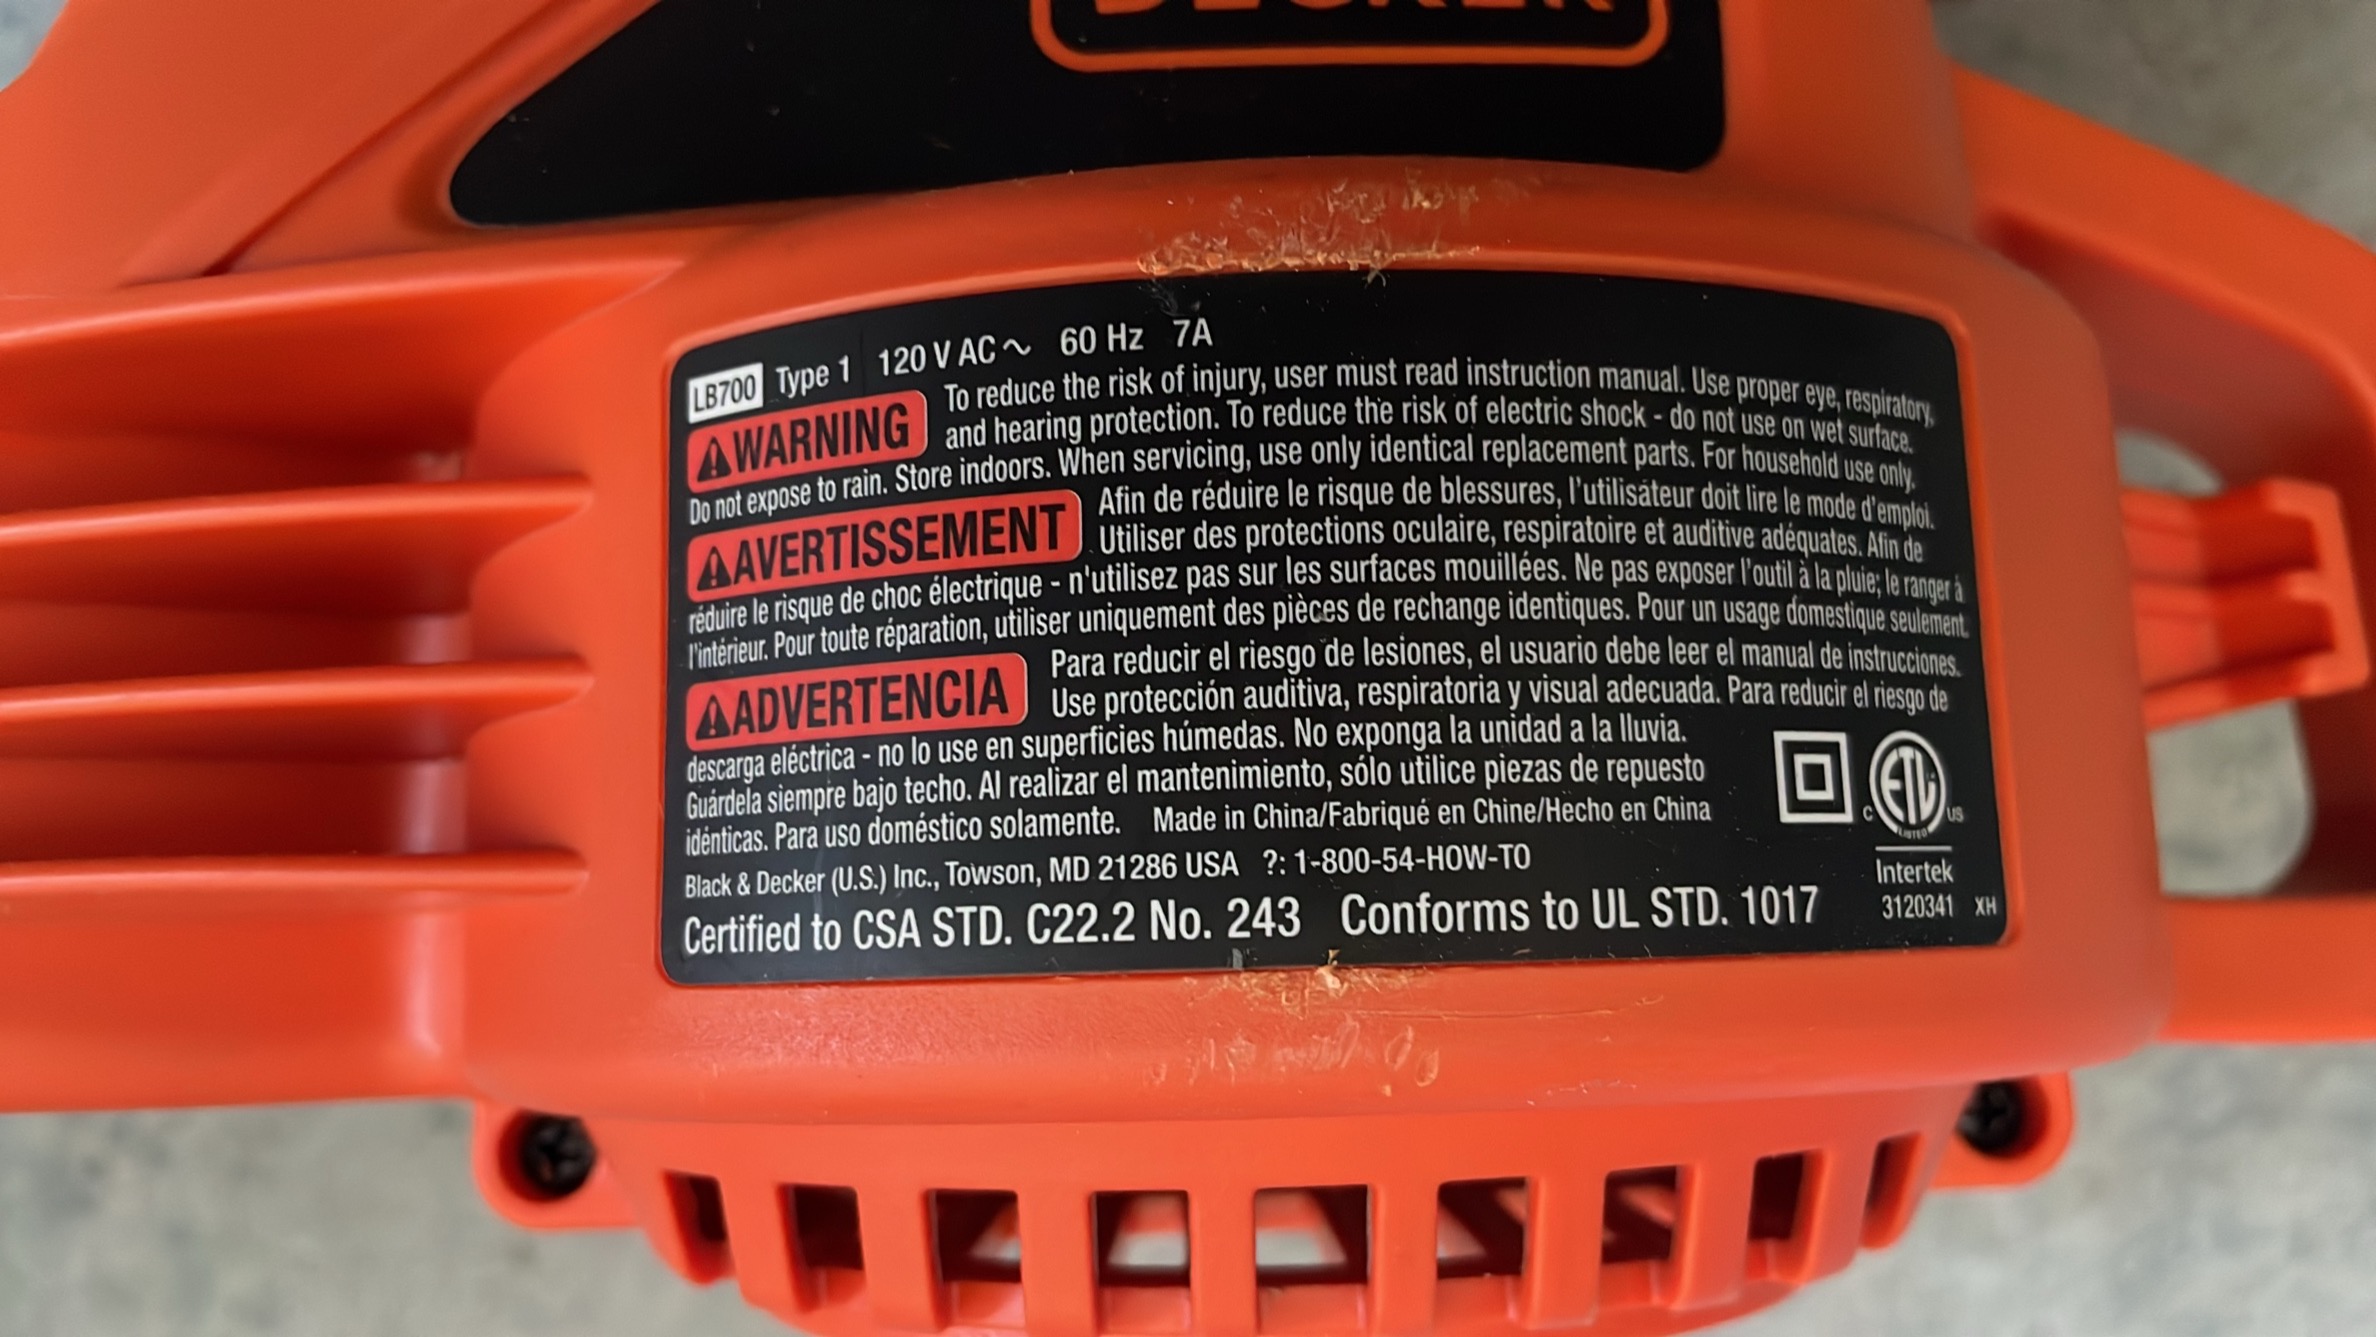 DECKER
LB700 Type 1 120 V AC ~ 60 Hz 7A
⚠WARNING To reduce the risk of injury, user must read instruction manual. Use proper eye, respiratory,
and hearing protection. To reduce the risk of electric shock - do not use on wet surface.
Do not expose to rain. Store indoors. When servicing, use only identical replacement parts. For household use only.
⚠AVERTISSEMENT Afin de réduire le risque de blessures, l'utilisateur doit lire le mode d'emploi.
Utiliser des protections oculaire, respiratoire et auditive adéquates. Afin de
réduire le risque de choc électrique - n'utilisez pas sur les surfaces mouillées. Ne pas exposer l'outil à la pluie; le ranger à
l'intérieur. Pour toute réparation, utiliser uniquement des pièces de rechange identiques. Pour un usage domestique seulement.
⚠ADVERTENCIA Para reducir el riesgo de lesiones, el usuario debe leer el manual de instrucciones.
Use protección auditiva, respiratoria y visual adecuada. Para reducir el riesgo de
descarga eléctrica - no lo use en superficies húmedas. No exponga la unidad a la lluvia.
Guárdela siempre bajo techo. Al realizar el mantenimiento, sólo utilice piezas de repuesto
idénticas. Para uso doméstico solamente. Made in China/Fabriqué en Chine/Hecho en China
Black & Decker (U.S.) Inc., Towson, MD 21286 USA ?: 1-800-54-HOW-TO
Certified to CSA STD. C22.2 No. 243 Conforms to UL STD. 1017
C ETL US
LISTED
Intertek
3120341 XH